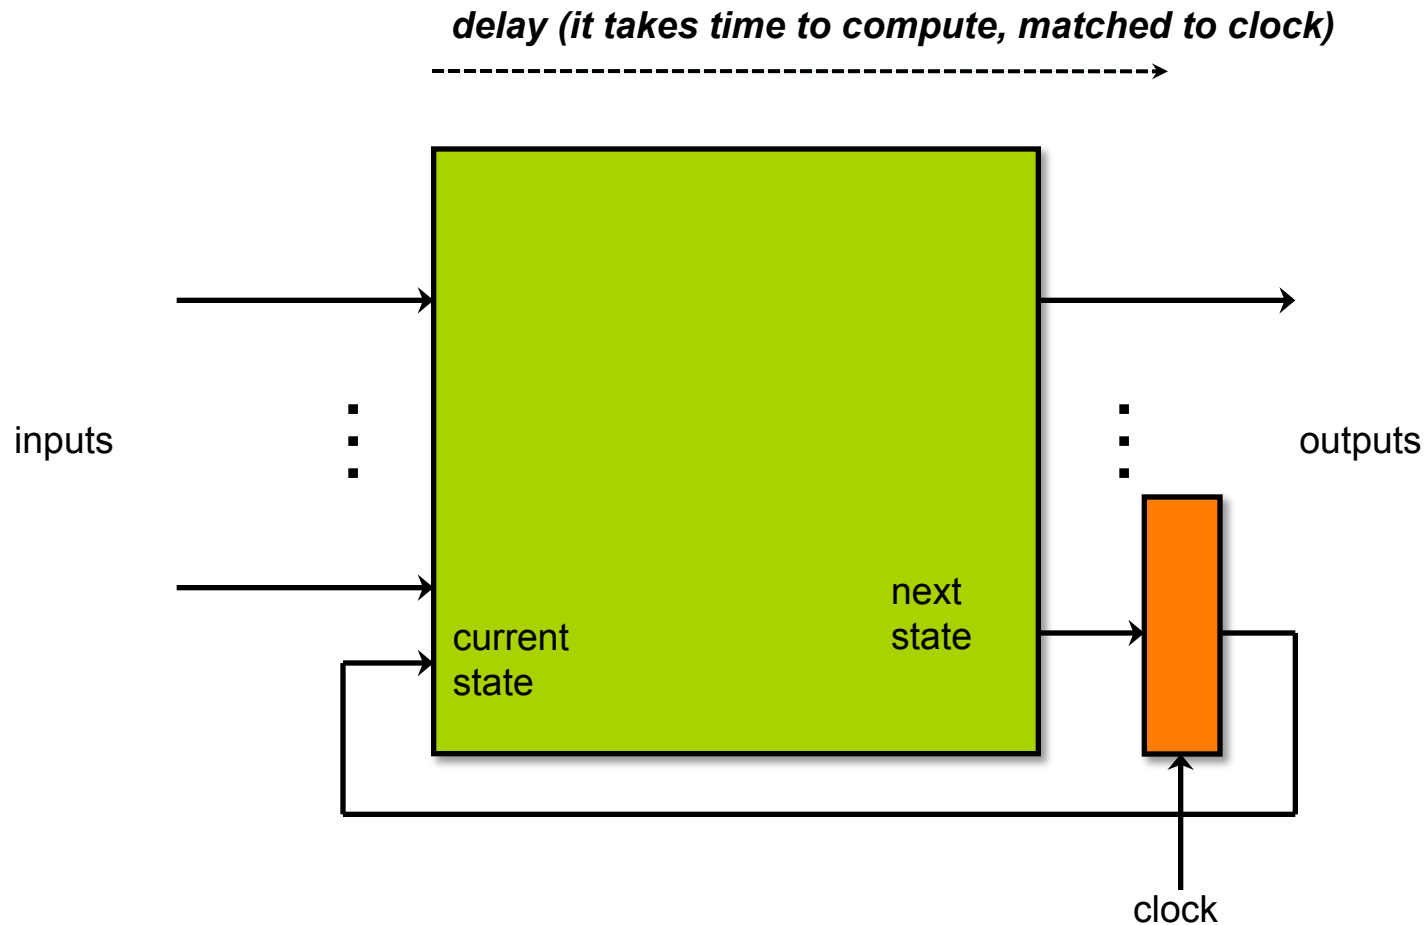 delay (it takes time to compute, matched to clock)
inputs
outputs
next
state
current
state
clock